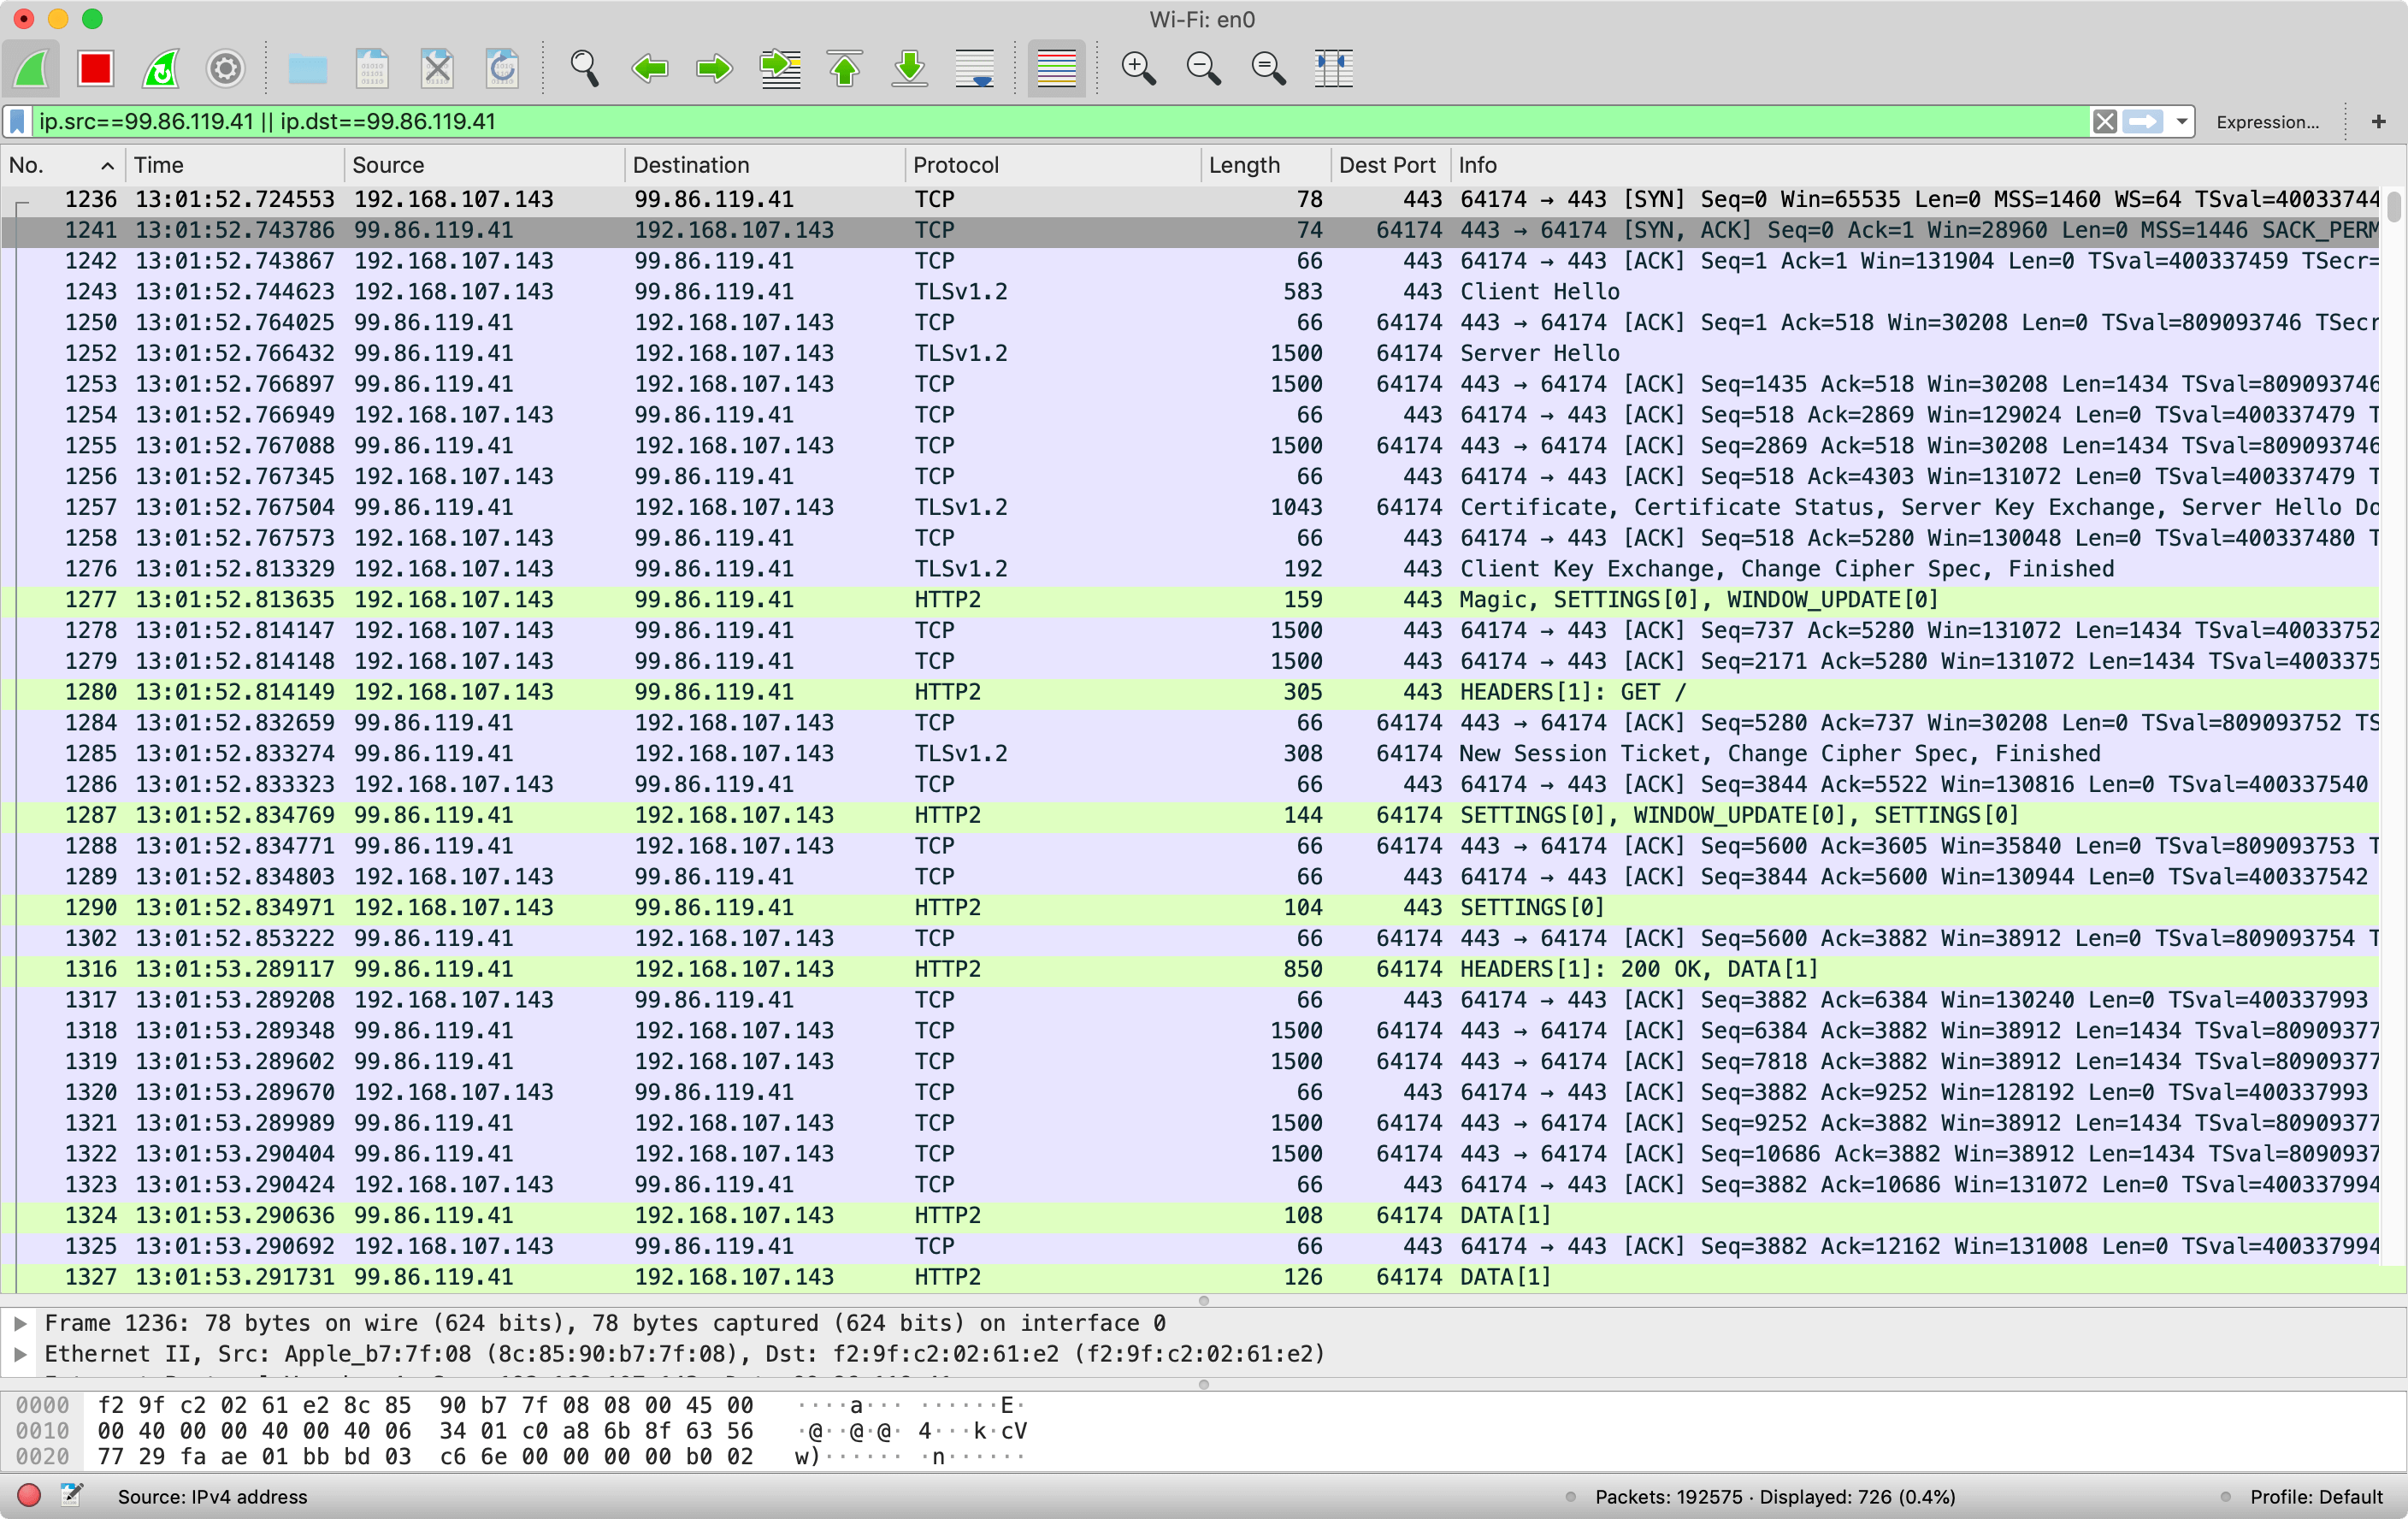 Wi-Fi: en0
ip.src==99.86.119.41 || ip.dst==99.86.119.41 Expression... +
No. Time Source Destination Protocol Length Dest Port Info
1236 13:01:52.724553 192.168.107.143 99.86.119.41 TCP 78 443 64174 → 443 [SYN] Seq=0 Win=65535 Len=0 MSS=1460 WS=64 TSval=40033744
1241 13:01:52.743786 99.86.119.41 192.168.107.143 TCP 74 64174 443 → 64174 [SYN, ACK] Seq=0 Ack=1 Win=28960 Len=0 MSS=1446 SACK_PERM
1242 13:01:52.743867 192.168.107.143 99.86.119.41 TCP 66 443 64174 → 443 [ACK] Seq=1 Ack=1 Win=131904 Len=0 TSval=400337459 TSecr=
1243 13:01:52.744623 192.168.107.143 99.86.119.41 TLSv1.2 583 443 Client Hello
1250 13:01:52.764025 99.86.119.41 192.168.107.143 TCP 66 64174 443 → 64174 [ACK] Seq=1 Ack=518 Win=30208 Len=0 TSval=809093746 TSecr
1252 13:01:52.766432 99.86.119.41 192.168.107.143 TLSv1.2 1500 64174 Server Hello
1253 13:01:52.766897 99.86.119.41 192.168.107.143 TCP 1500 64174 443 → 64174 [ACK] Seq=1435 Ack=518 Win=30208 Len=1434 TSval=809093746
1254 13:01:52.766949 192.168.107.143 99.86.119.41 TCP 66 443 64174 → 443 [ACK] Seq=518 Ack=2869 Win=129024 Len=0 TSval=400337479 T
1255 13:01:52.767088 99.86.119.41 192.168.107.143 TCP 1500 64174 443 → 64174 [ACK] Seq=2869 Ack=518 Win=30208 Len=1434 TSval=809093746
1256 13:01:52.767345 192.168.107.143 99.86.119.41 TCP 66 443 64174 → 443 [ACK] Seq=518 Ack=4303 Win=131072 Len=0 TSval=400337479 T
1257 13:01:52.767504 99.86.119.41 192.168.107.143 TLSv1.2 1043 64174 Certificate, Certificate Status, Server Key Exchange, Server Hello Do
1258 13:01:52.767573 192.168.107.143 99.86.119.41 TCP 66 443 64174 → 443 [ACK] Seq=518 Ack=5280 Win=130048 Len=0 TSval=400337480 T
1276 13:01:52.813329 192.168.107.143 99.86.119.41 TLSv1.2 192 443 Client Key Exchange, Change Cipher Spec, Finished
1277 13:01:52.813635 192.168.107.143 99.86.119.41 HTTP2 159 443 Magic, SETTINGS[0], WINDOW_UPDATE[0]
1278 13:01:52.814147 192.168.107.143 99.86.119.41 TCP 1500 443 64174 → 443 [ACK] Seq=737 Ack=5280 Win=131072 Len=1434 TSval=40033752
1279 13:01:52.814148 192.168.107.143 99.86.119.41 TCP 1500 443 64174 → 443 [ACK] Seq=2171 Ack=5280 Win=131072 Len=1434 TSval=4003375
1280 13:01:52.814149 192.168.107.143 99.86.119.41 HTTP2 305 443 HEADERS[1]: GET /
1284 13:01:52.832659 99.86.119.41 192.168.107.143 TCP 66 64174 443 → 64174 [ACK] Seq=5280 Ack=737 Win=30208 Len=0 TSval=809093752 TS
1285 13:01:52.833274 99.86.119.41 192.168.107.143 TLSv1.2 308 64174 New Session Ticket, Change Cipher Spec, Finished
1286 13:01:52.833323 192.168.107.143 99.86.119.41 TCP 66 443 64174 → 443 [ACK] Seq=3844 Ack=5522 Win=130816 Len=0 TSval=400337540
1287 13:01:52.834769 99.86.119.41 192.168.107.143 HTTP2 144 64174 SETTINGS[0], WINDOW_UPDATE[0], SETTINGS[0]
1288 13:01:52.834771 99.86.119.41 192.168.107.143 TCP 66 64174 443 → 64174 [ACK] Seq=5600 Ack=3605 Win=35840 Len=0 TSval=809093753 T
1289 13:01:52.834803 192.168.107.143 99.86.119.41 TCP 66 443 64174 → 443 [ACK] Seq=3844 Ack=5600 Win=130944 Len=0 TSval=400337542
1290 13:01:52.834971 192.168.107.143 99.86.119.41 HTTP2 104 443 SETTINGS[0]
1302 13:01:52.853222 99.86.119.41 192.168.107.143 TCP 66 64174 443 → 64174 [ACK] Seq=5600 Ack=3882 Win=38912 Len=0 TSval=809093754 T
1316 13:01:53.289117 99.86.119.41 192.168.107.143 HTTP2 850 64174 HEADERS[1]: 200 OK, DATA[1]
1317 13:01:53.289208 192.168.107.143 99.86.119.41 TCP 66 443 64174 → 443 [ACK] Seq=3882 Ack=6384 Win=130240 Len=0 TSval=400337993
1318 13:01:53.289348 99.86.119.41 192.168.107.143 TCP 1500 64174 443 → 64174 [ACK] Seq=6384 Ack=3882 Win=38912 Len=1434 TSval=80909377
1319 13:01:53.289602 99.86.119.41 192.168.107.143 TCP 1500 64174 443 → 64174 [ACK] Seq=7818 Ack=3882 Win=38912 Len=1434 TSval=80909377
1320 13:01:53.289670 192.168.107.143 99.86.119.41 TCP 66 443 64174 → 443 [ACK] Seq=3882 Ack=9252 Win=128192 Len=0 TSval=400337993
1321 13:01:53.289989 99.86.119.41 192.168.107.143 TCP 1500 64174 443 → 64174 [ACK] Seq=9252 Ack=3882 Win=38912 Len=1434 TSval=80909377
1322 13:01:53.290404 99.86.119.41 192.168.107.143 TCP 1500 64174 443 → 64174 [ACK] Seq=10686 Ack=3882 Win=38912 Len=1434 TSval=8090937
1323 13:01:53.290424 192.168.107.143 99.86.119.41 TCP 66 443 64174 → 443 [ACK] Seq=3882 Ack=10686 Win=131072 Len=0 TSval=400337994
1324 13:01:53.290636 99.86.119.41 192.168.107.143 HTTP2 108 64174 DATA[1]
1325 13:01:53.290692 192.168.107.143 99.86.119.41 TCP 66 443 64174 → 443 [ACK] Seq=3882 Ack=12162 Win=131008 Len=0 TSval=400337994
1327 13:01:53.291731 99.86.119.41 192.168.107.143 HTTP2 126 64174 DATA[1]
Frame 1236: 78 bytes on wire (624 bits), 78 bytes captured (624 bits) on interface 0
Ethernet II, Src: Apple_b7:7f:08 (8c:85:90:b7:7f:08), Dst: f2:9f:c2:02:61:e2 (f2:9f:c2:02:61:e2)
0000 f2 9f c2 02 61 e2 8c 85 90 b7 7f 08 08 00 45 00 ····a··· ······E·
0010 00 40 00 00 40 00 40 06 34 01 c0 a8 6b 8f 63 56 ·@··@·@· 4···k·cV
0020 77 29 fa ae 01 bb bd 03 c6 6e 00 00 00 00 b0 02 w)······ ·n······
Source: IPv4 address Packets: 192575 · Displayed: 726 (0.4%) Profile: Default